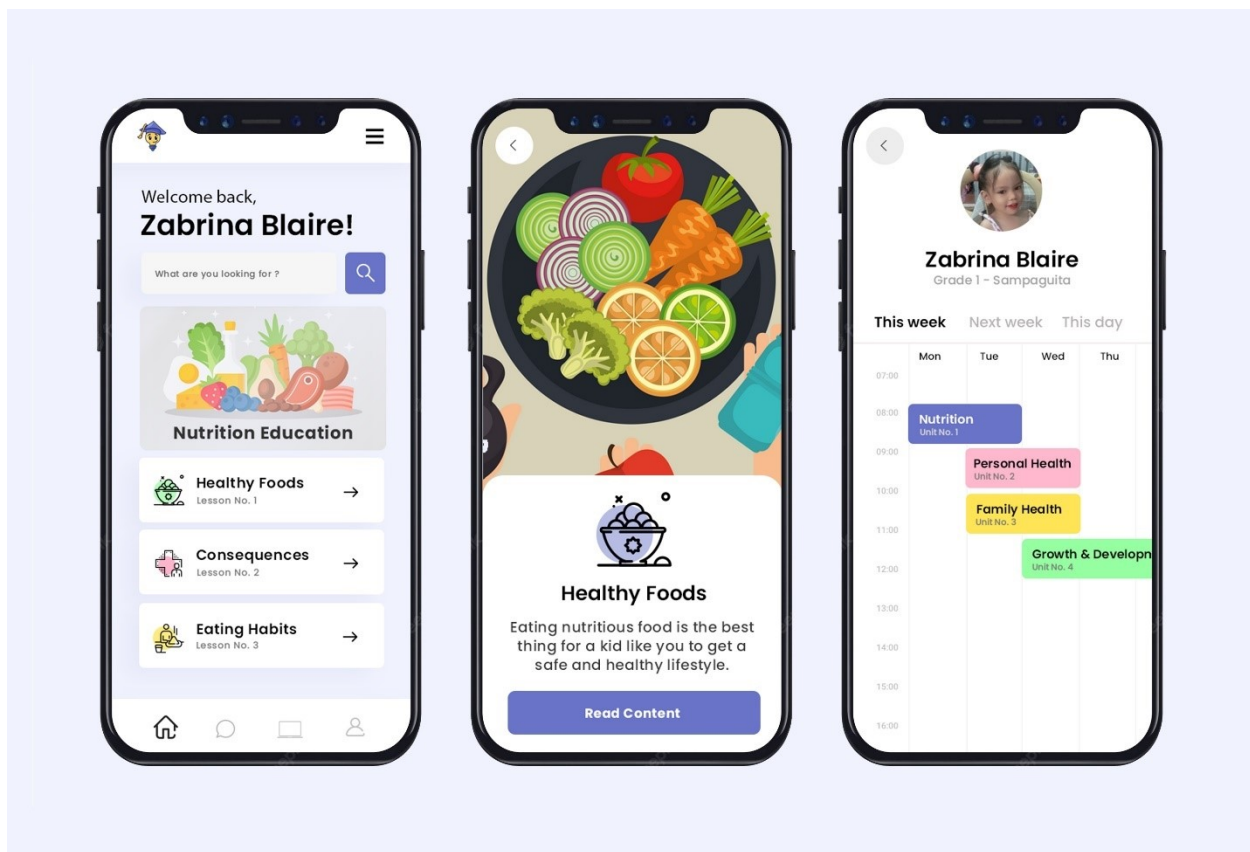 Welcome back,
Zabrina Blaire!
What are you looking for ?
Nutrition Education
Healthy Foods
Lesson No. 1
Consequences
Lesson No. 2
Eating Habits
Lesson No. 3
Healthy Foods
Eating nutritious food is the best
thing for a kid like you to get a
safe and healthy lifestyle.
Read Content
Zabrina Blaire
Grade 1 - Sampaguita
This week Next week This day
Mon Tue Wed Thu
07:00
08:00
Nutrition
Unit No. 1
09:00
Personal Health
Unit No. 2
10:00
Family Health
Unit No. 3
11:00
Growth & Developn
Unit No. 4
12:00
13:00
14:00
15:00
16:00